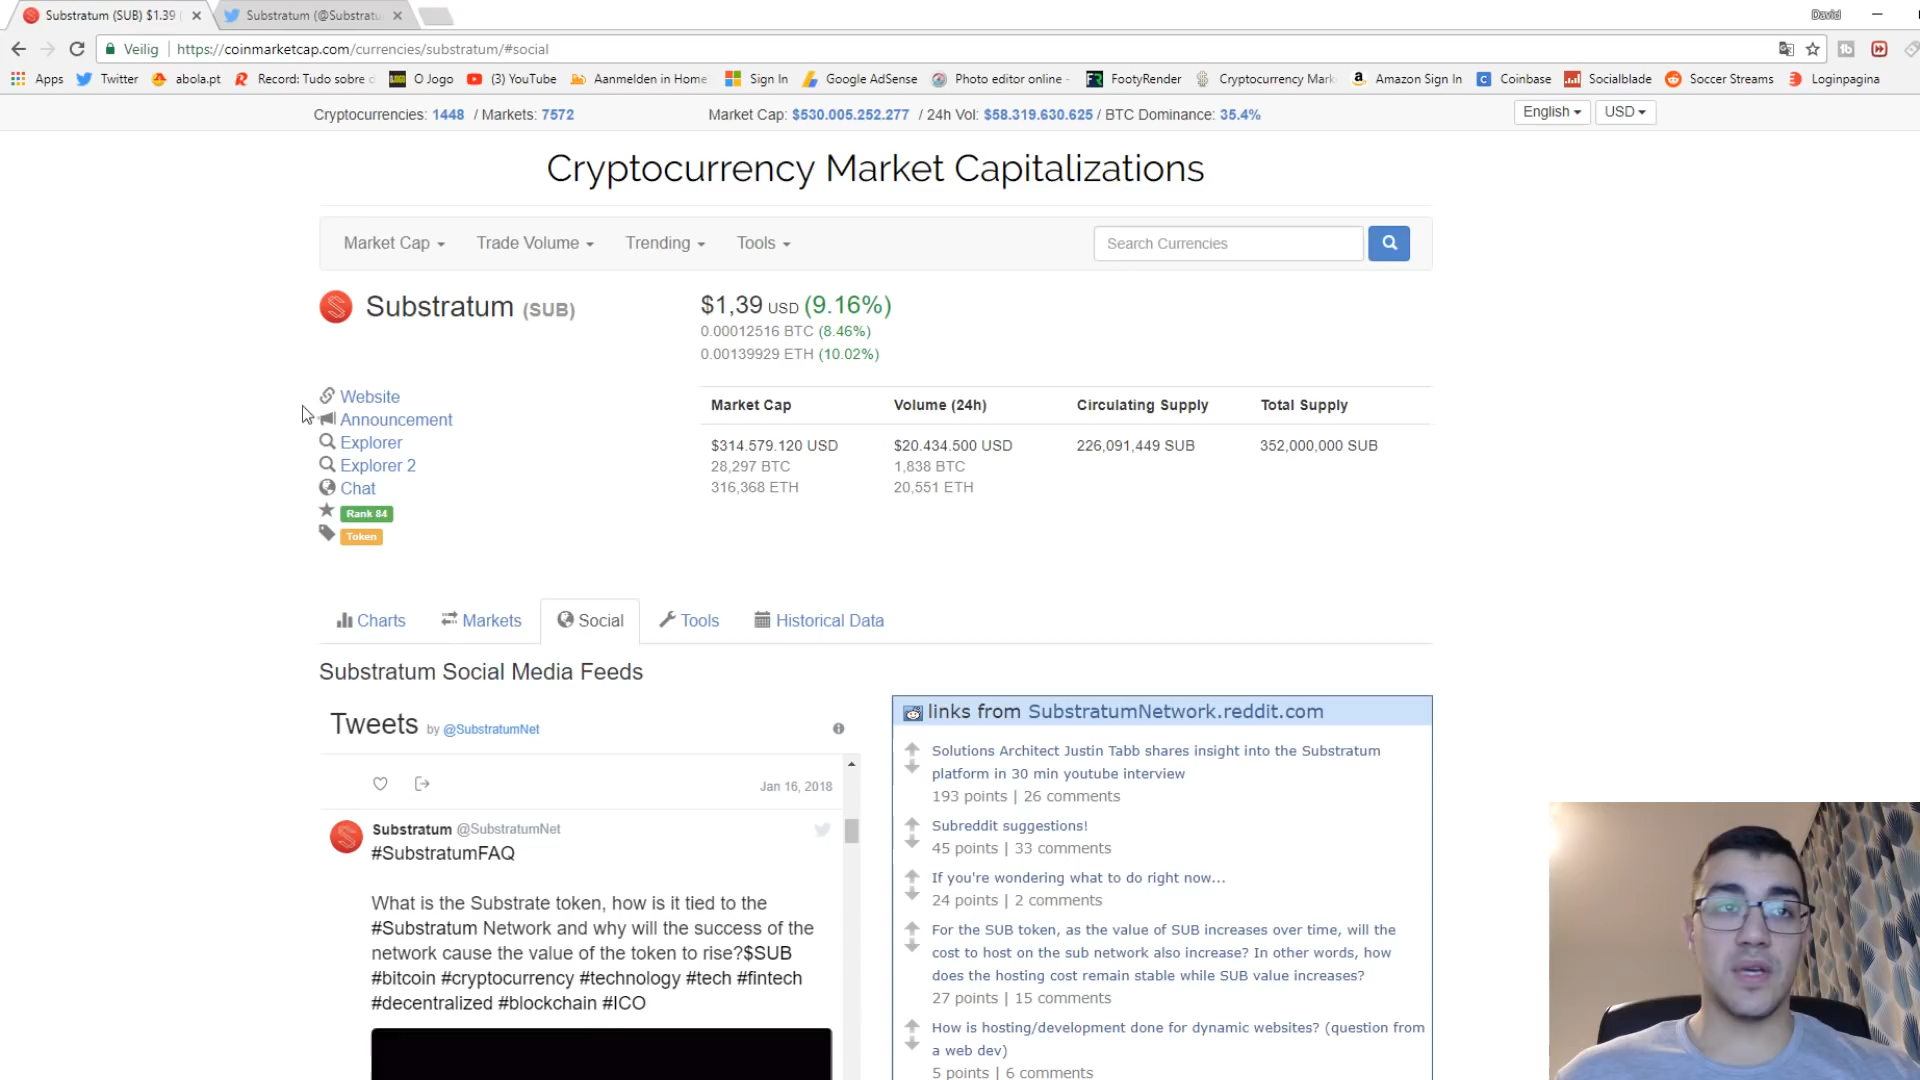 Substratum (SUB) $1.39
Substratum (@Substratu
David
Veilig
https://coinmarketcap.com/currencies/substratum/#social
Apps
Twitter
abola.pt
Record: Tudo sobre
O Jogo
(3) YouTube
Aanmelden in Home
Sign In
Google AdSense
Photo editor online -
FootyRender
Cryptocurrency Mark
Amazon Sign In
Coinbase
Socialblade
Soccer Streams
Loginpagina
Cryptocurrencies: 1448 / Markets: 7572
Market Cap: $530.005.252.277 / 24h Vol: $58.319.630.625 / BTC Dominance: 35.4%
English
USD
Cryptocurrency Market Capitalizations
Market Cap
Trade Volume
Trending
Tools
Search Currencies
Substratum (SUB)
$1,39 USD (9.16%)
0.00012516 BTC (8.46%)
0.00139929 ETH (10.02%)
Website
Announcement
Explorer
Explorer 2
Chat
Rank 84
Token
Market Cap
Volume (24h)
Circulating Supply
Total Supply
$314.579.120 USD
$20.434.500 USD
226,091,449 SUB
352,000,000 SUB
28,297 BTC
1,838 BTC
316,368 ETH
20,551 ETH
Charts
Markets
Social
Tools
Historical Data
Substratum Social Media Feeds
Tweets by @SubstratumNet
Jan 16, 2018
Substratum @SubstratumNet
#SubstratumFAQ
What is the Substrate token, how is it tied to the
#Substratum Network and why will the success of the
network cause the value of the token to rise?$SUB
#bitcoin #cryptocurrency #technology #tech #fintech
#decentralized #blockchain #ICO
links from SubstratumNetwork.reddit.com
Solutions Architect Justin Tabb shares insight into the Substratum
platform in 30 min youtube interview
193 points | 26 comments
Subreddit suggestions!
45 points | 33 comments
If you're wondering what to do right now...
24 points | 2 comments
For the SUB token, as the value of SUB increases over time, will the
cost to host on the sub network also increase? In other words, how
does the hosting cost remain stable while SUB value increases?
27 points | 15 comments
How is hosting/development done for dynamic websites? (question from
a web dev)
5 points | 6 comments